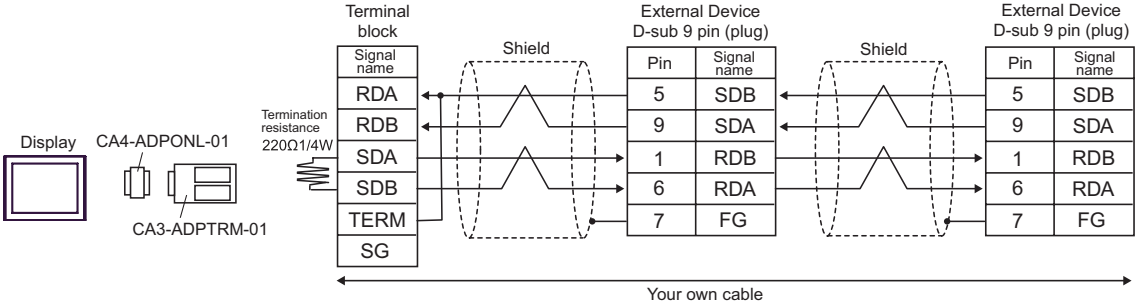 Terminal
block
External Device
D-sub 9 pin (plug)
External Device
D-sub 9 pin (plug)
Signal
name
Shield
Pin
Signal
name
Shield
Pin
Signal
name
RDA
5
SDB
5
SDB
Termination
resistance
220Ω1/4W
RDB
9
SDA
9
SDA
Display
CA4-ADPONL-01
SDA
1
RDB
1
RDB
SDB
6
RDA
6
RDA
CA3-ADPTRM-01
TERM
7
FG
7
FG
SG
Your own cable